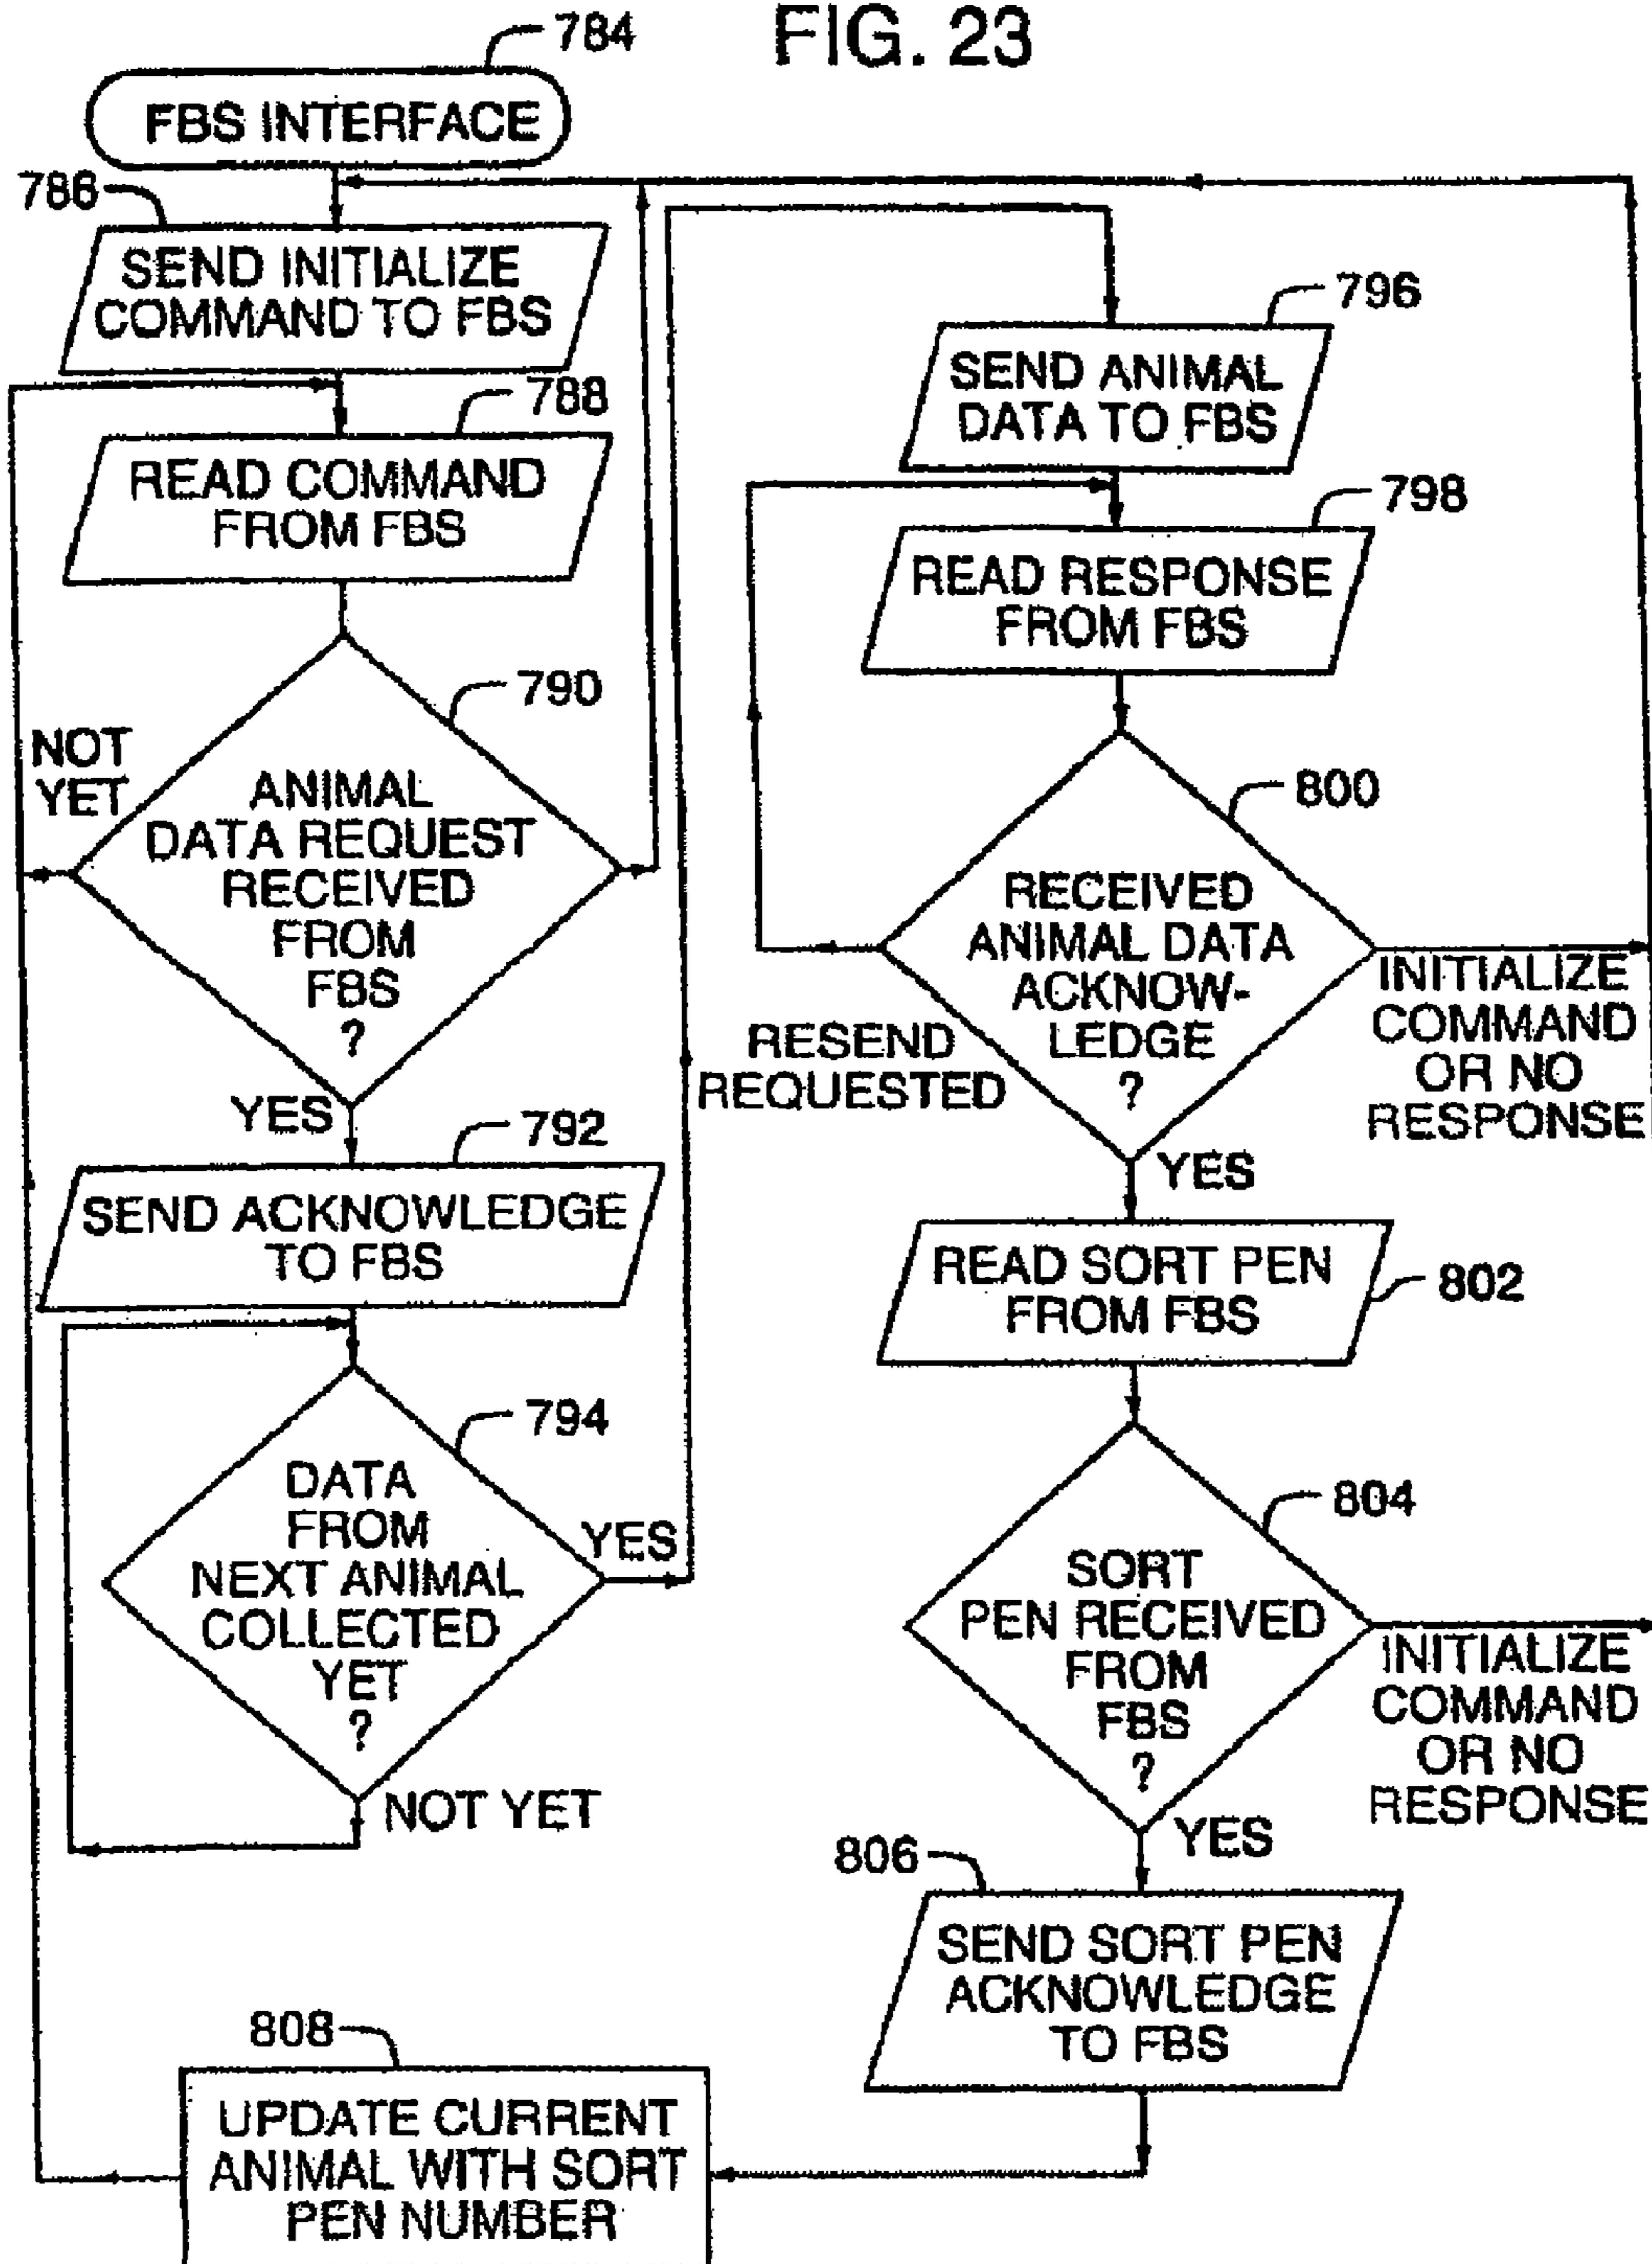 FIG. 23
784
FBS INTERFACE
786
SEND INITIALIZE
COMMAND TO FBS
788
READ COMMAND
FROM FBS
790
NOT
YET
ANIMAL
DATA REQUEST
RECEIVED
FROM
FBS
?
YES
792
SEND ACKNOWLEDGE
TO FBS
794
DATA
FROM
NEXT ANIMAL
COLLECTED
YET
?
YES
NOT YET
796
SEND ANIMAL
DATA TO FBS
798
READ RESPONSE
FROM FBS
800
RECEIVED
ANIMAL DATA
ACKNOW-
LEDGE
?
RESEND
REQUESTED
INITIALIZE
COMMAND
OR NO
RESPONSE
YES
802
READ SORT PEN
FROM FBS
804
SORT
PEN RECEIVED
FROM
FBS
?
INITIALIZE
COMMAND
OR NO
RESPONSE
YES
806
SEND SORT PEN
ACKNOWLEDGE
TO FBS
808
UPDATE CURRENT
ANIMAL WITH SORT
PEN NUMBER